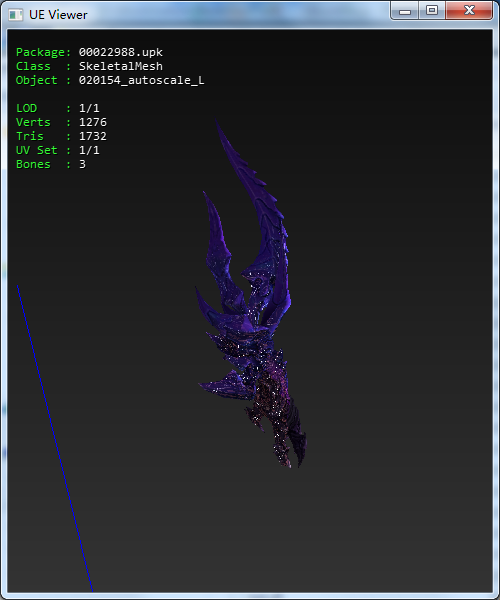 UE Viewer
Package: 00022988.upk
Class : SkeletalMesh
Object : 020154_autoscale_L
LOD : 1/1
Verts : 1276
Tris : 1732
UV Set : 1/1
Bones : 3